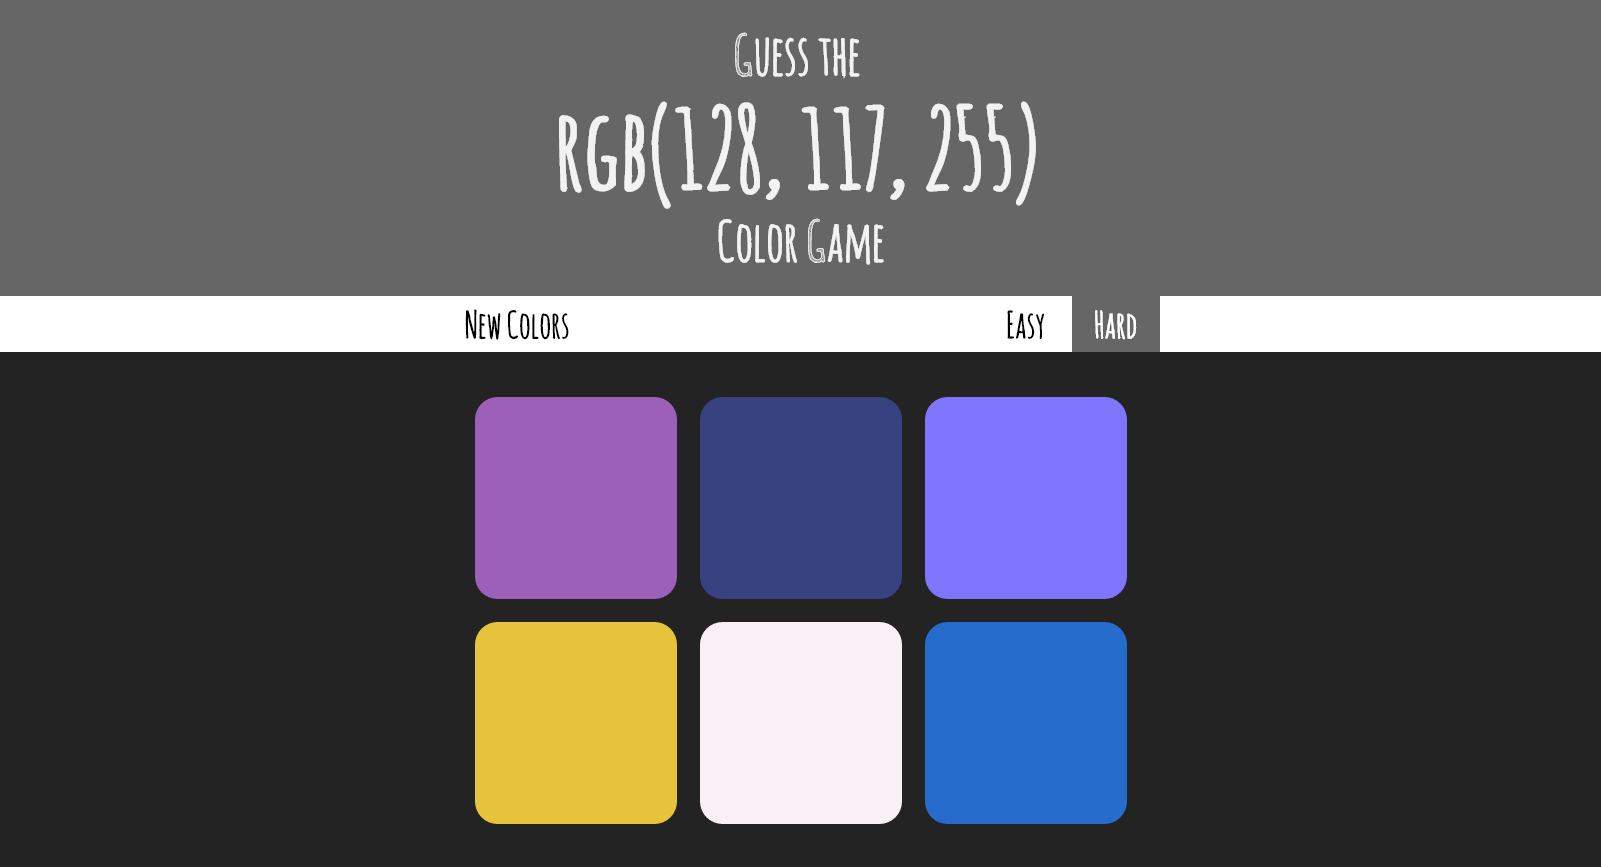 Guess the
RGB(128, 117, 255)
Color Game
New Colors
Easy
Hard